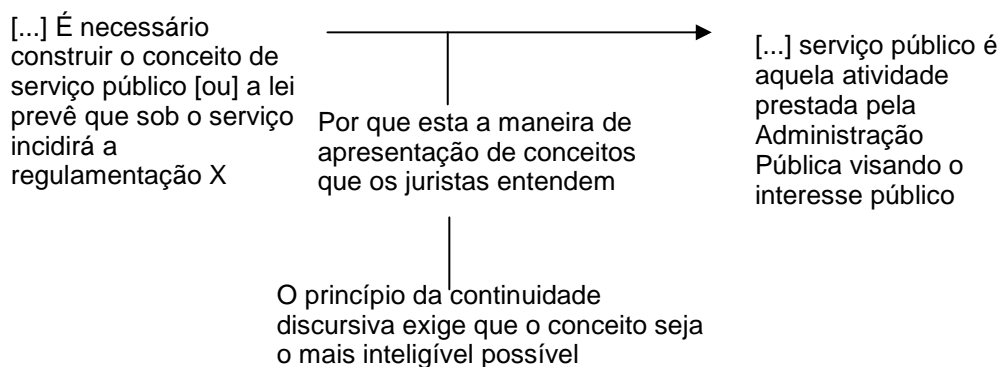 [...] É necessário
construir o conceito de
serviço público [ou] a lei
prevê que sob o serviço
incidirá a
regulamentação X
Por que esta a maneira de
apresentação de conceitos
que os juristas entendem
[...] serviço público é
aquela atividade
prestada pela
Administração
Pública visando o
interesse público
O princípio da continuidade
discursiva exige que o conceito seja
o mais inteligível possível